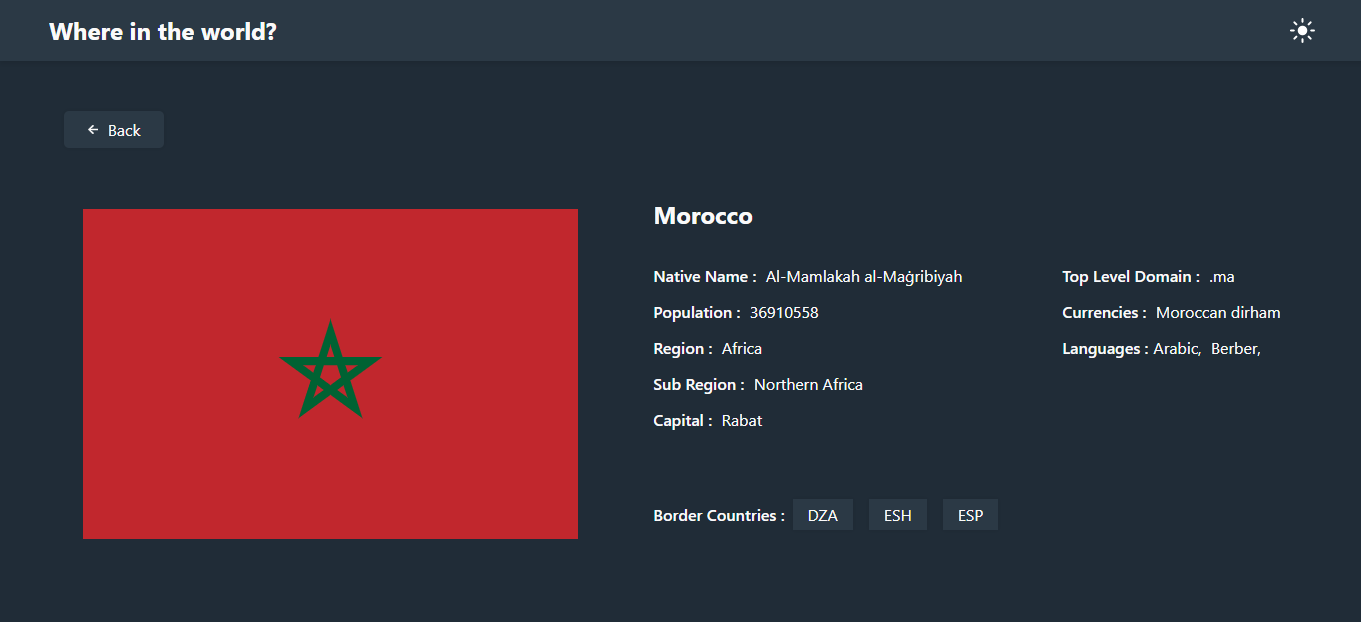 Where in the world?
Back
Morocco
Native Name : Al-Mamlakah al-Maġribiyah
Population : 36910558
Region : Africa
Sub Region : Northern Africa
Capital : Rabat
Top Level Domain : .ma
Currencies : Moroccan dirham
Languages : Arabic, Berber,
Border Countries : DZA ESH ESP